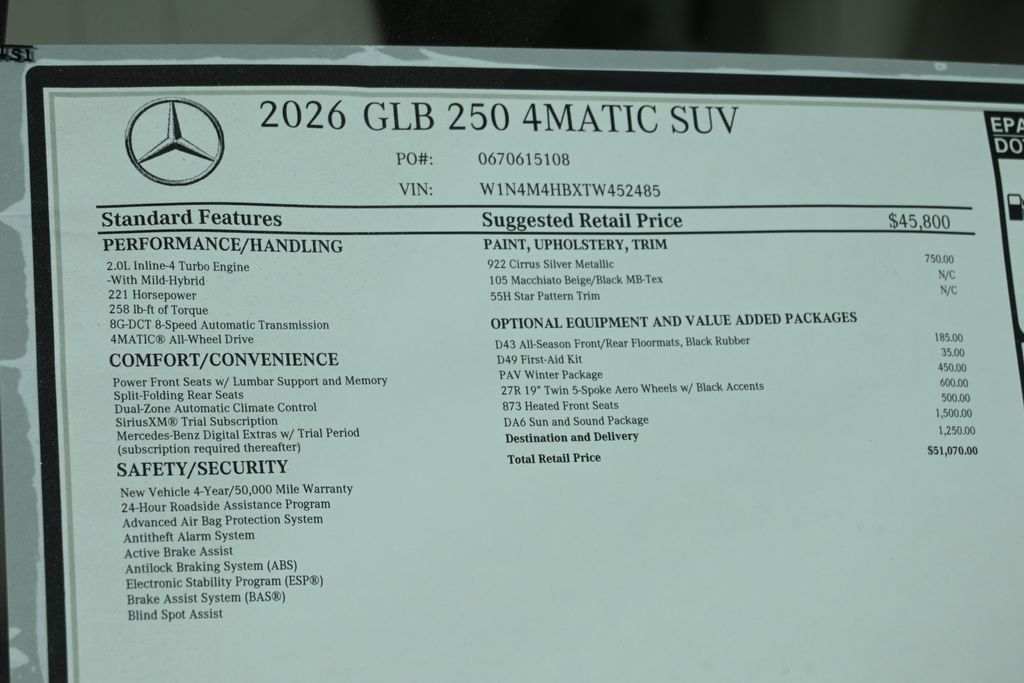 2026 GLB 250 4MATIC SUV
PO#: 0670615108
VIN: W1N4M4HBXTW452485
Standard Features
PERFORMANCE/HANDLING
2.0L Inline-4 Turbo Engine
-With Mild-Hybrid
221 Horsepower
258 lb-ft of Torque
8G-DCT 8-Speed Automatic Transmission
4MATIC® All-Wheel Drive
COMFORT/CONVENIENCE
Power Front Seats w/ Lumbar Support and Memory
Split-Folding Rear Seats
Dual-Zone Automatic Climate Control
SiriusXM® Trial Subscription
Mercedes-Benz Digital Extras w/ Trial Period
(subscription required thereafter)
SAFETY/SECURITY
New Vehicle 4-Year/50,000 Mile Warranty
24-Hour Roadside Assistance Program
Advanced Air Bag Protection System
Antitheft Alarm System
Active Brake Assist
Antilock Braking System (ABS)
Electronic Stability Program (ESP®)
Brake Assist System (BAS®)
Blind Spot Assist
Suggested Retail Price $45,800
PAINT, UPHOLSTERY, TRIM
922 Cirrus Silver Metallic 750.00
105 Macchiato Beige/Black MB-Tex N/C
55H Star Pattern Trim N/C
OPTIONAL EQUIPMENT AND VALUE ADDED PACKAGES
D43 All-Season Front/Rear Floormats, Black Rubber 185.00
D49 First-Aid Kit 35.00
PAV Winter Package 450.00
27R 19" Twin 5-Spoke Aero Wheels w/ Black Accents 600.00
873 Heated Front Seats 500.00
DA6 Sun and Sound Package 1,500.00
Destination and Delivery 1,250.00
Total Retail Price $51,070.00
EPA
DOT